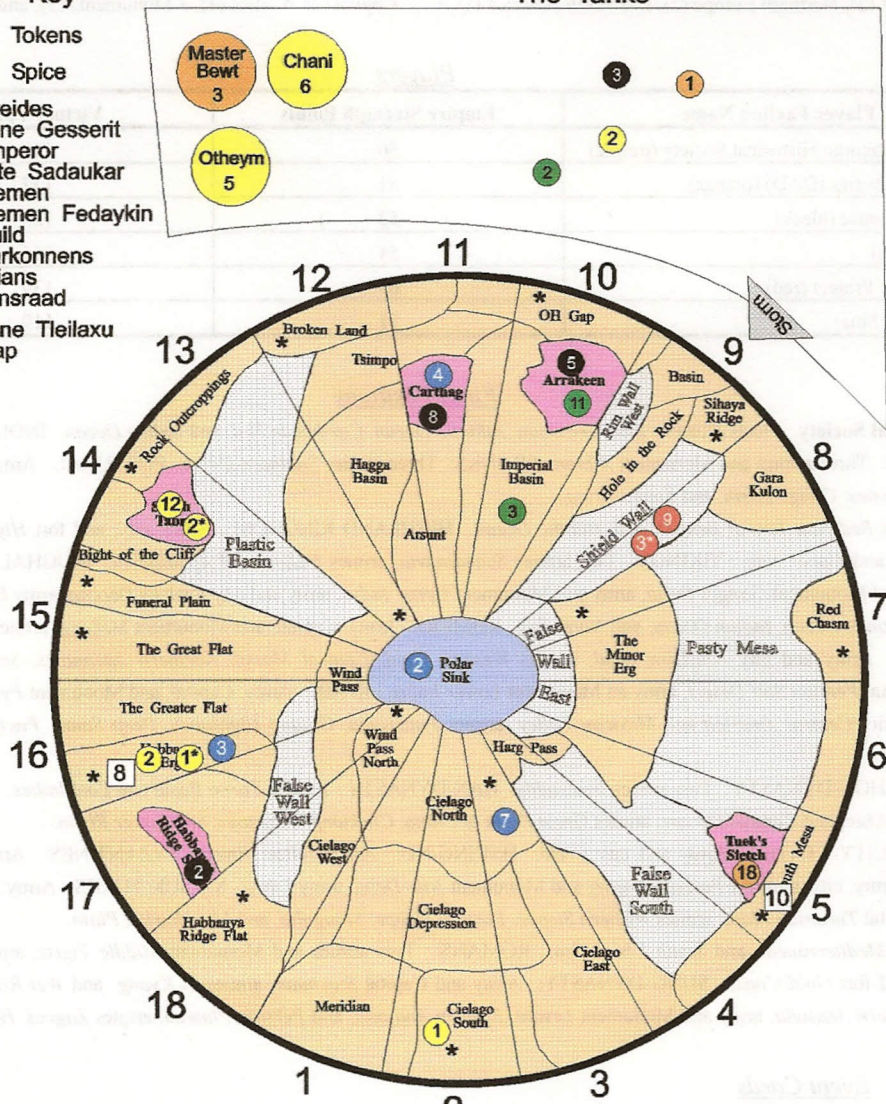 Key
The Tanks
Tokens
Spice
eides
ne Gesserit
mperor
te Sadaukar
emen
emen Fedaykin
uild
rkonnens
ians
msraad
ne Tleilaxu
ap
Master
Bewt
3
Chani
6
Otheym
5
3
1
2
2
Storm
11
12
10
13
9
14
8
15
7
16
6
17
5
18
4
1
3
Broken Land
*
Tsimpo
4
Carthag
8
*
OH Gap
5
Arrakeen
11
Rim Wall
West
Basin
Sihaya
Ridge
*
Hole in the Rock
Gara
Kulon
Rock Outcroppings
*
Hagga
Basin
Imperial
Basin
3
9
3*
Shield Wall
12
2*
Plastic
Basin
Arsunt
Bight of the Cliff
*
Funeral Plain
*
The Great Flat
*
Wind
Pass
2
Polar
Sink
False
Wall
East
*
The
Minor
Erg
Pasty Mesa
Red
Chasm
*
The Greater Flat
*
8
2
1*
3
Erg
*
Wind
Pass
North
Harg Pass
False
Wall
West
Cielago
North
*
7
Cielago
West
2
*
Habbanya
Ridge Flat
Cielago
Depression
False
Wall
South
Tuek's
Sietch
18
10
*
Cielago
East
Meridian
Cielago
South
1
*